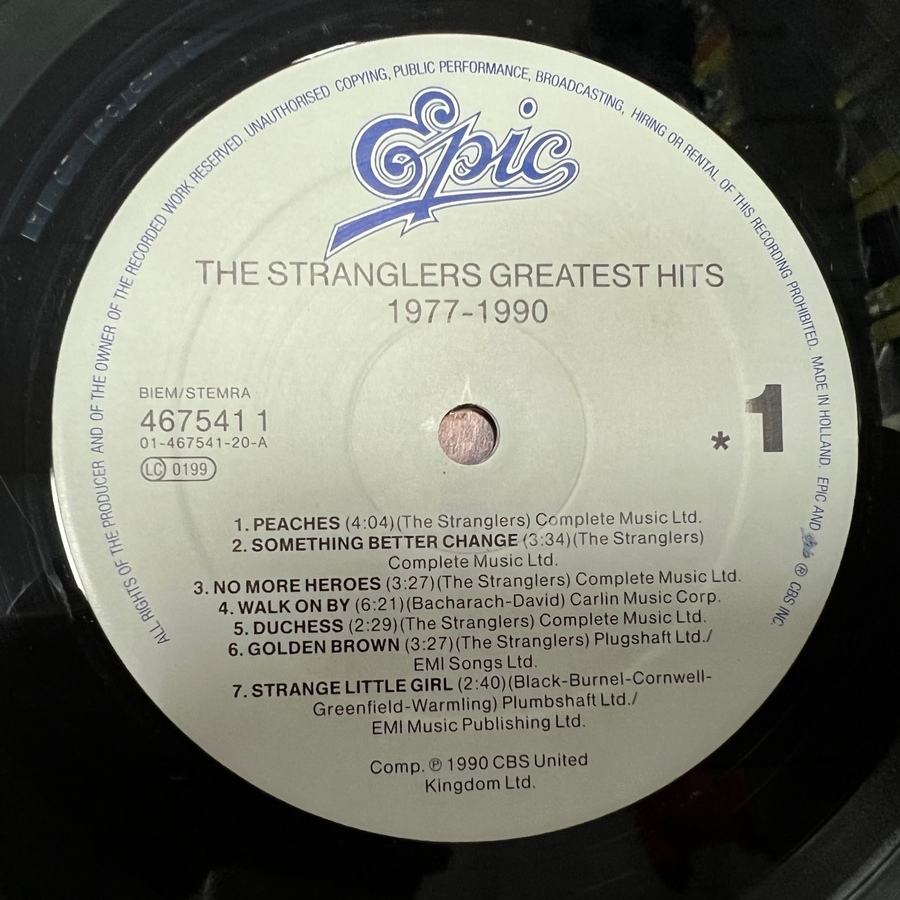 ALL RIGHTS OF THE PRODUCER AND OF THE OWNER OF THE RECORDED WORK RESERVED. UNAUTHORISED COPYING, PUBLIC PERFORMANCE, BROADCASTING, HIRING OR RENTAL OF THIS RECORDING PROHIBITED. MADE IN HOLLAND. EPIC AND ℗ CBS INC.
Epic
THE STRANGLERS GREATEST HITS
1977-1990
BIEM/STEMRA
467541 1
01-467541-20-A
LC 0199
* 1
1. PEACHES (4:04)(The Stranglers) Complete Music Ltd.
2. SOMETHING BETTER CHANGE (3:34)(The Stranglers)
Complete Music Ltd.
3. NO MORE HEROES (3:27)(The Stranglers) Complete Music Ltd.
4. WALK ON BY (6:21)(Bacharach-David) Carlin Music Corp.
5. DUCHESS (2:29)(The Stranglers) Complete Music Ltd.
6. GOLDEN BROWN (3:27)(The Stranglers) Plugshaft Ltd./
EMI Songs Ltd.
7. STRANGE LITTLE GIRL (2:40)(Black-Burnel-Cornwell-
Greenfield-Warmling) Plumbshaft Ltd./
EMI Music Publishing Ltd.
Comp. ℗ 1990 CBS United
Kingdom Ltd.